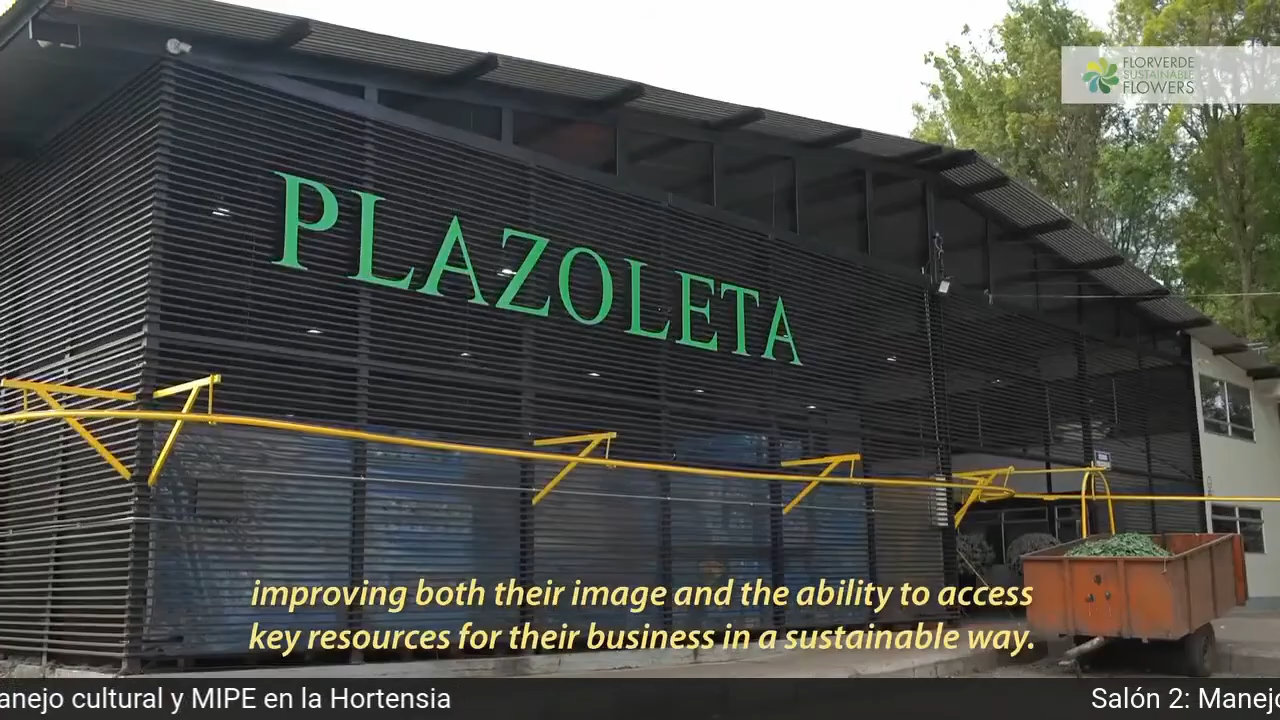 FLORVERDE
SUSTAINABLE
FLOWERS
PLAZOLETA
improving both their image and the ability to access
key resources for their business in a sustainable way.
anejo cultural y MIPE en la Hortensia
Salón 2: Manejo